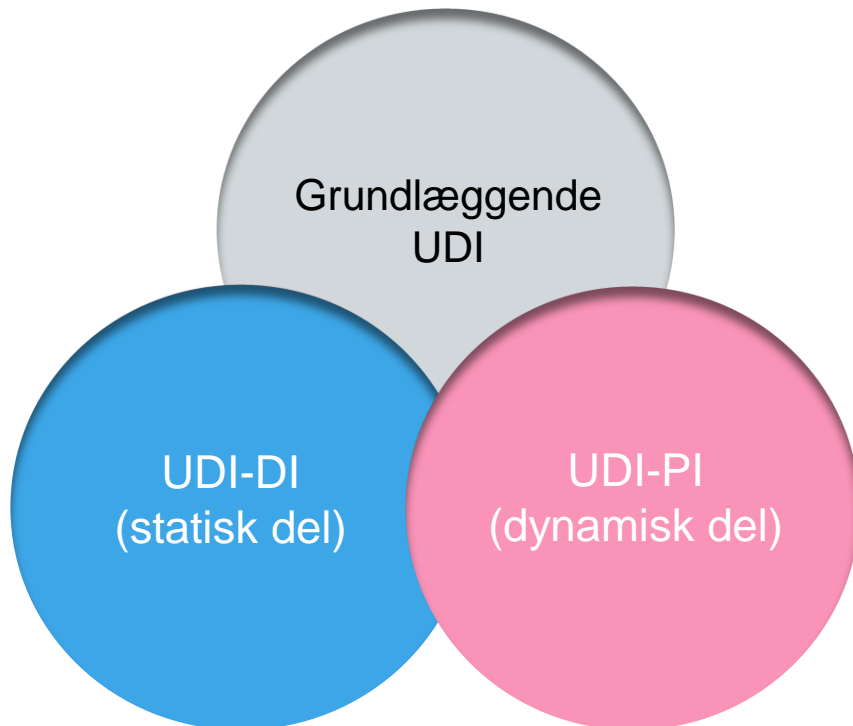 Grundlæggende
UDI
UDI-DI
(statisk del)
UDI-PI
(dynamisk del)